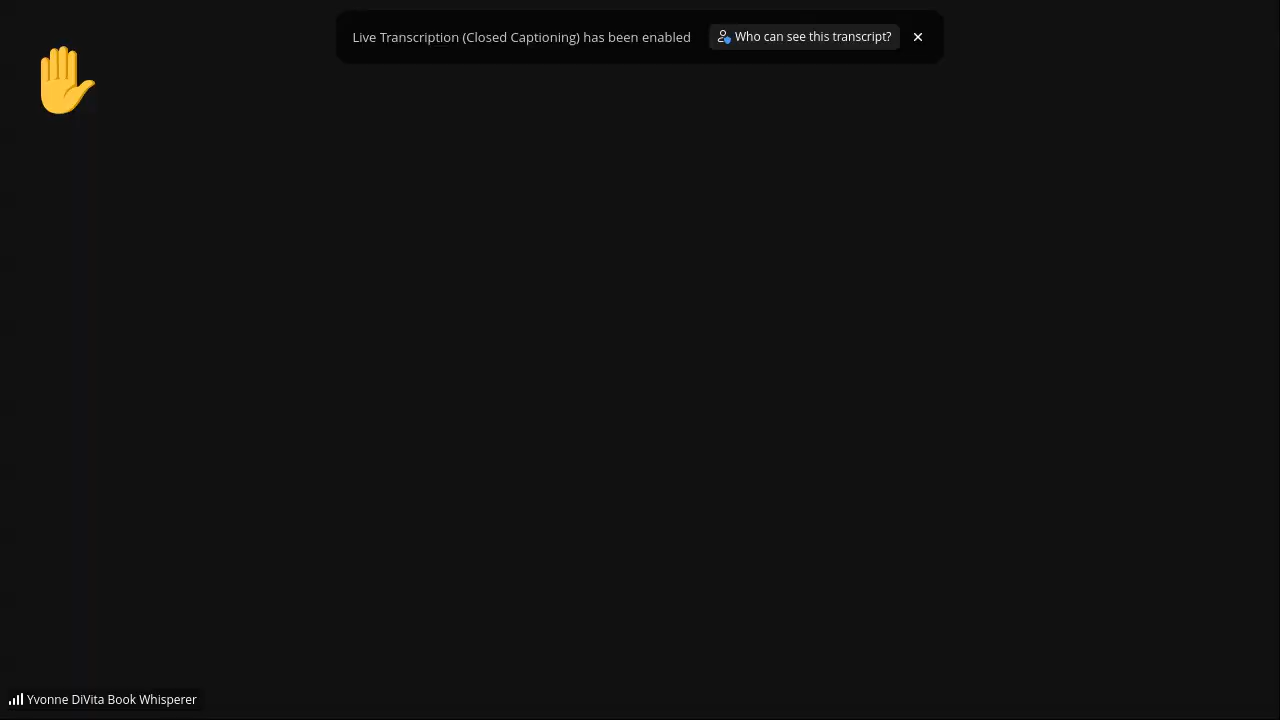 Live Transcription (Closed Captioning) has been enabled
Who can see this transcript?
Yvonne DiVita Book Whisperer